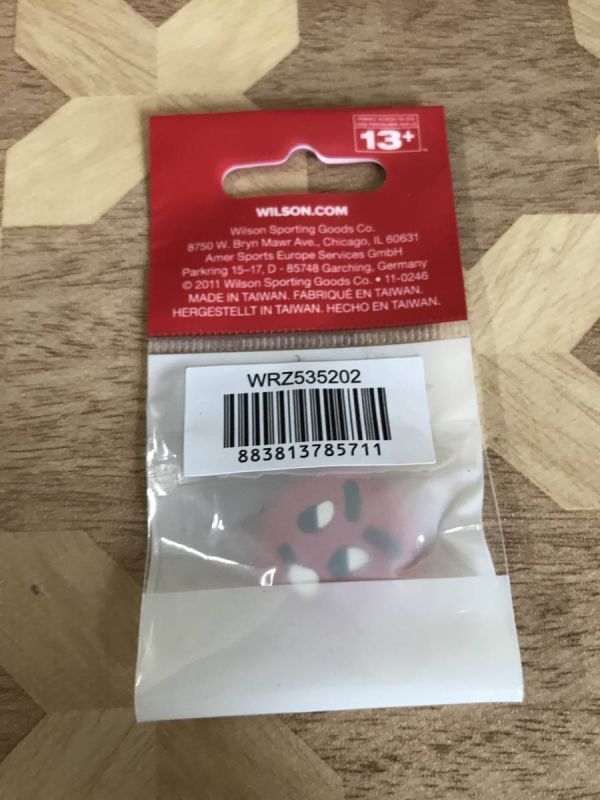 13+
WILSON.COM
Wilson Sporting Goods Co.
8750 W. Bryn Mawr Ave., Chicago, IL 60631
Amer Sports Europe Services GmbH
Parkring 15-17, D - 85748 Garching, Germany
© 2011 Wilson Sporting Goods Co. • 11-0246
MADE IN TAIWAN. FABRIQUÉ EN TAIWAN.
HERGESTELLT IN TAIWAN. HECHO EN TAIWAN.
WRZ535202
883813785711